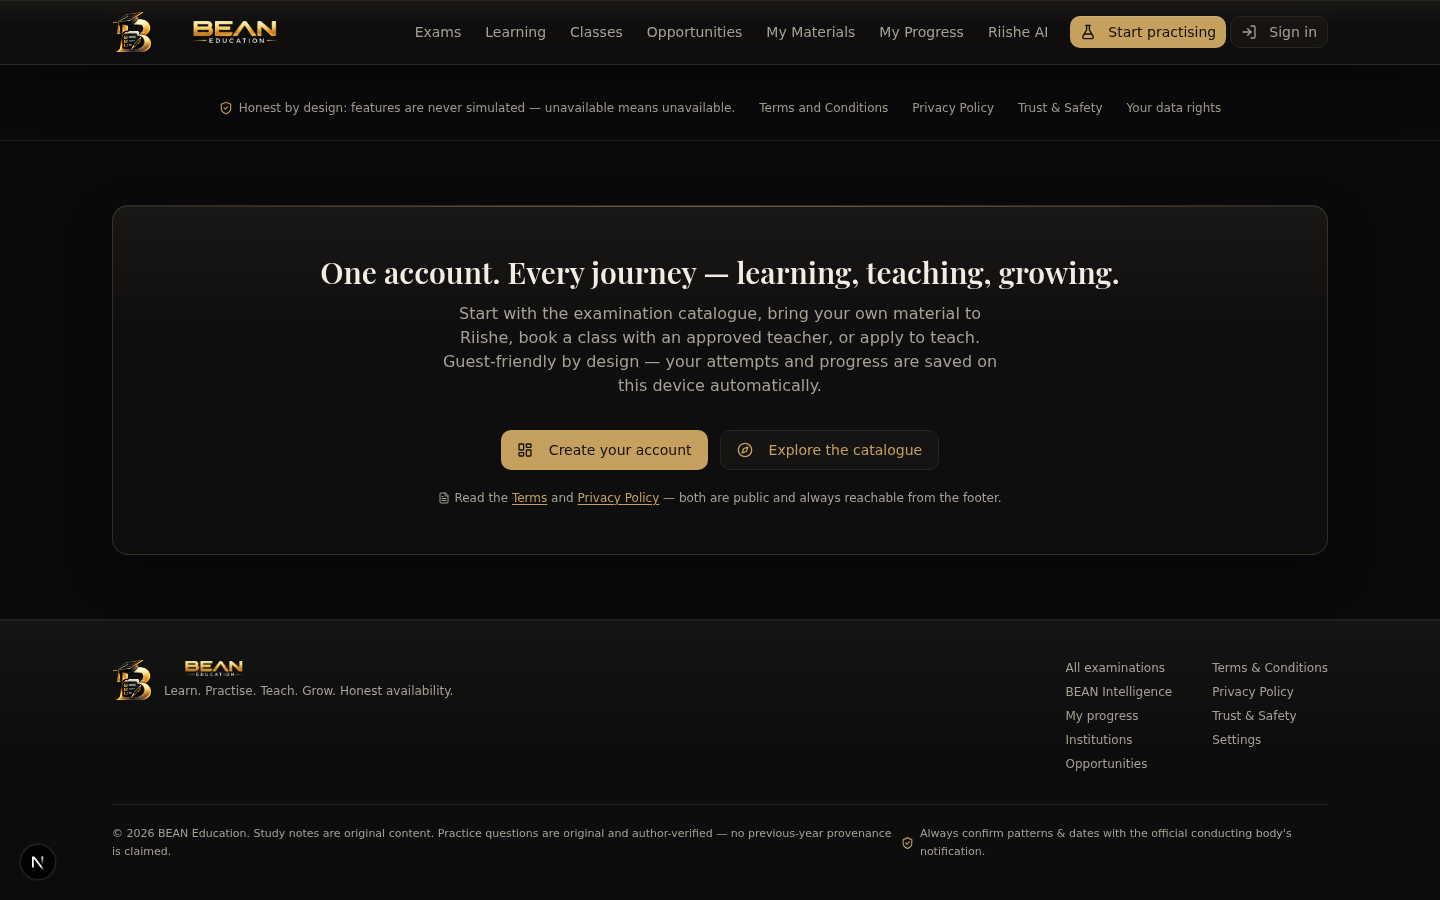 BEAN
EDUCATION
Exams
Learning
Classes
Opportunities
My Materials
My Progress
Riishe AI
Start practising
Sign in
Honest by design: features are never simulated — unavailable means unavailable.
Terms and Conditions
Privacy Policy
Trust & Safety
Your data rights
One account. Every journey — learning, teaching, growing.
Start with the examination catalogue, bring your own material to
Riishe, book a class with an approved teacher, or apply to teach.
Guest-friendly by design — your attempts and progress are saved on
this device automatically.
Create your account
Explore the catalogue
Read the Terms and Privacy Policy — both are public and always reachable from the footer.
BEAN
EDUCATION
Learn. Practise. Teach. Grow. Honest availability.
All examinations
BEAN Intelligence
My progress
Institutions
Opportunities
Terms & Conditions
Privacy Policy
Trust & Safety
Settings
© 2026 BEAN Education. Study notes are original content. Practice questions are original and author-verified — no previous-year provenance
is claimed.
Always confirm patterns & dates with the official conducting body's
notification.
N